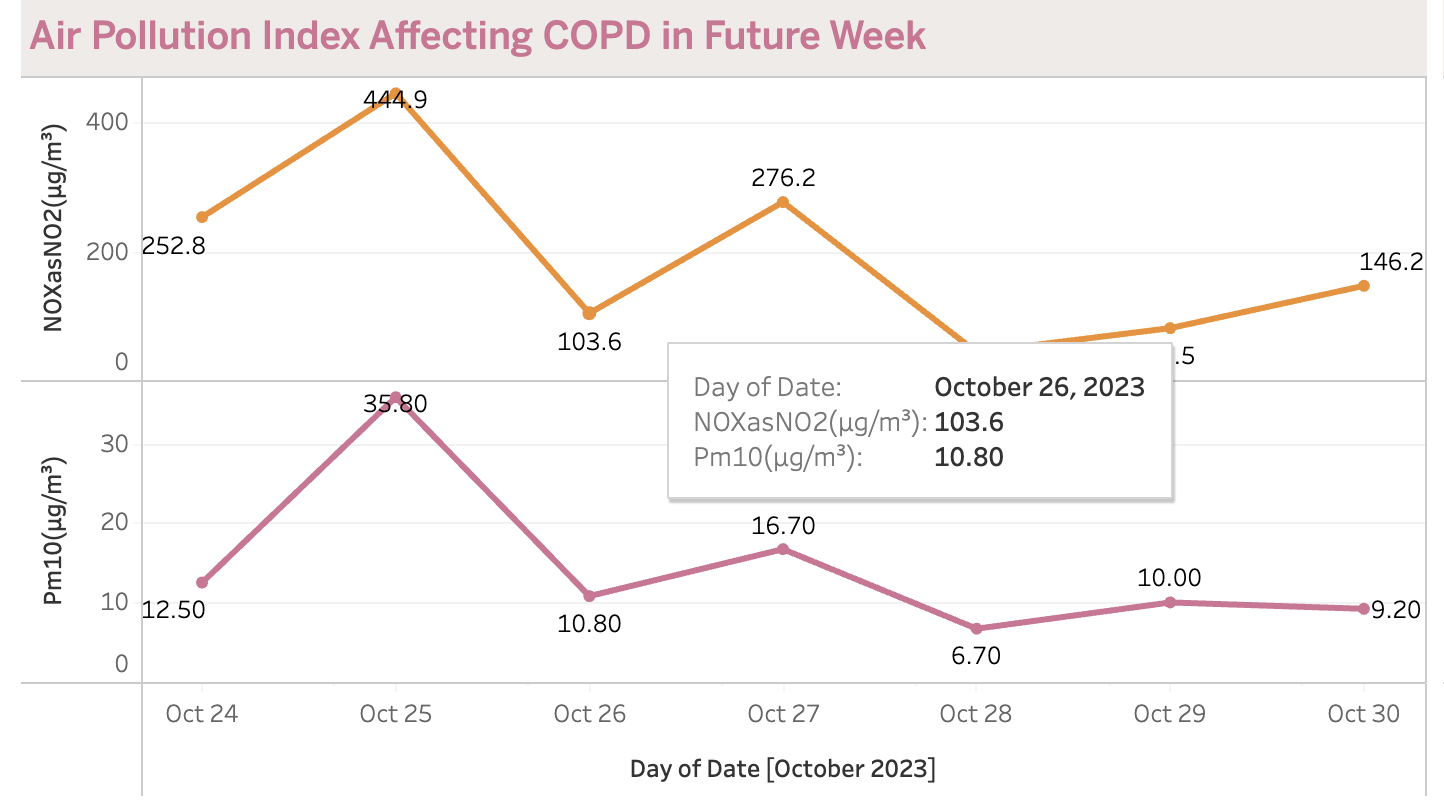 Air Pollution Index Affecting COPD in Future Week
NOXasNO2(µg/m³)
400
200
0
252.8
444.9
103.6
276.2
.5
146.2
Day of Date: October 26, 2023
NOXasNO2(µg/m³): 103.6
Pm10(µg/m³): 10.80
Pm10(µg/m³)
30
20
10
0
12.50
35.80
10.80
16.70
6.70
10.00
9.20
Oct 24 Oct 25 Oct 26 Oct 27 Oct 28 Oct 29 Oct 30
Day of Date [October 2023]